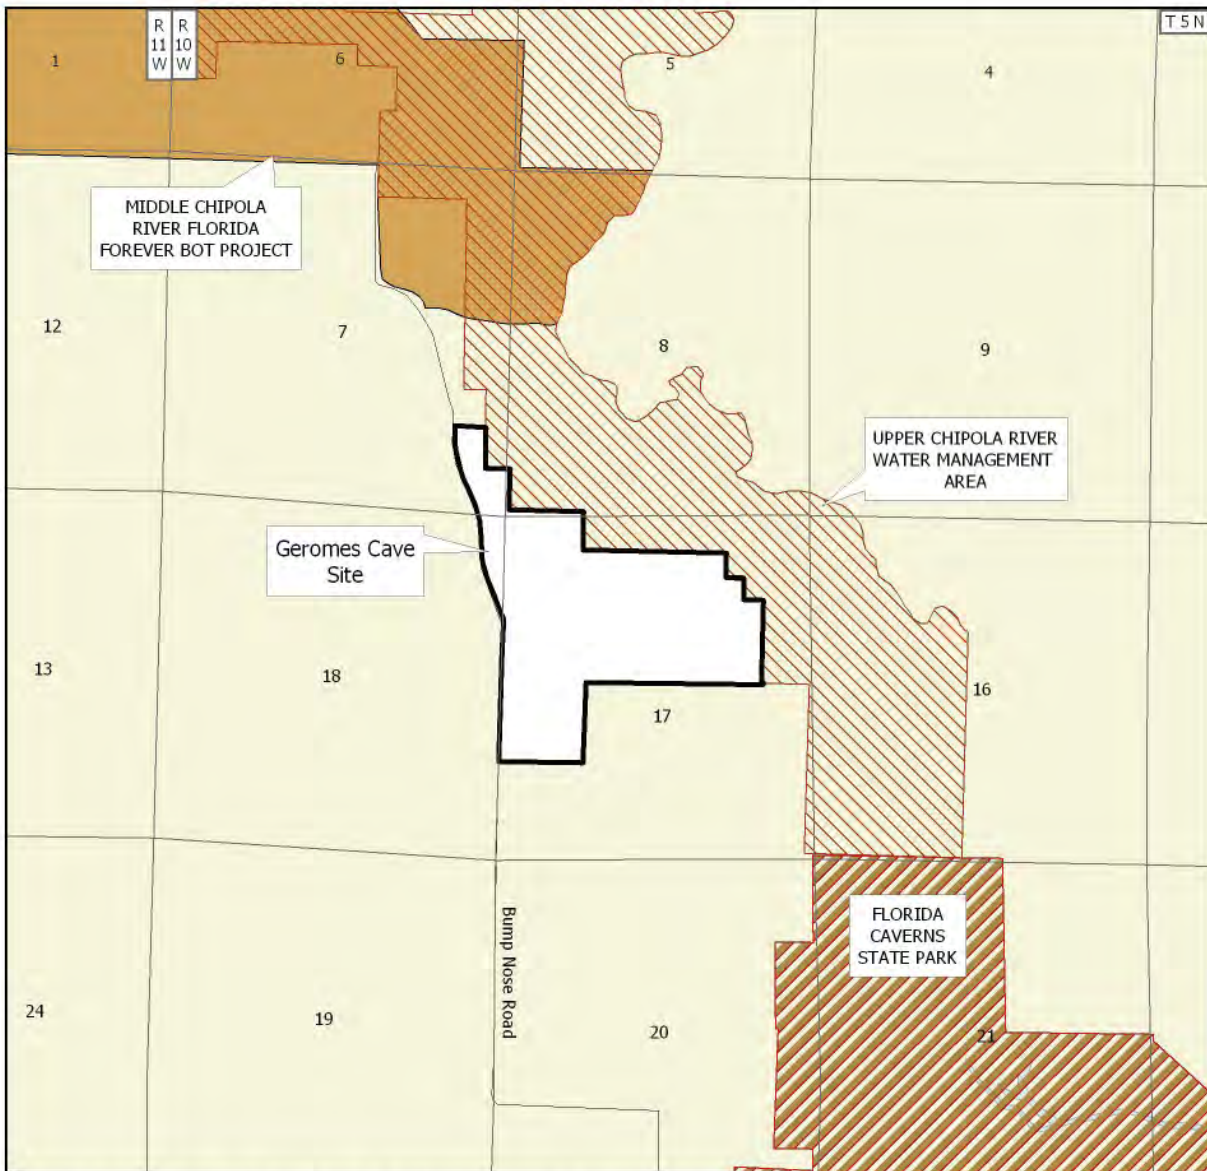 R
11
W
R
10
W
T 5 N
1
6
5
4
MIDDLE CHIPOLA
RIVER FLORIDA
FOREVER BOT PROJECT
12
7
8
9
UPPER CHIPOLA RIVER
WATER MANAGEMENT
AREA
Geromes Cave
Site
13
18
17
16
FLORIDA
CAVERNS
STATE PARK
Bump Nose Road
24
19
20
21